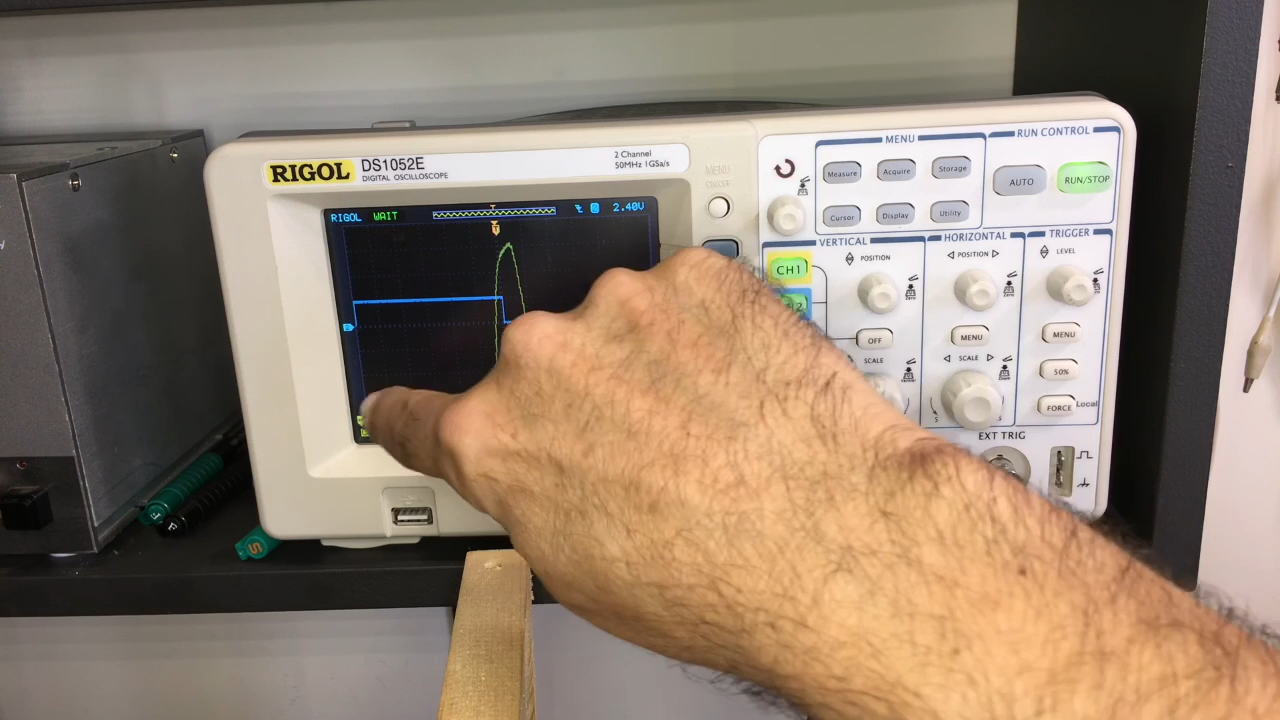 RIGOL DS1052E
DIGITAL OSCILLOSCOPE
2 Channel
50MHz 1GSa/s
MENU
ON/OFF
RIGOL WAIT
T
2.40V
MENU
Measure
Acquire
Storage
Cursor
Display
Utility
RUN CONTROL
AUTO
RUN/STOP
VERTICAL
CH1
POSITION
OFF
SCALE
HORIZONTAL
POSITION
MENU
SCALE
TRIGGER
LEVEL
MENU
50%
FORCE
Local
EXT TRIG